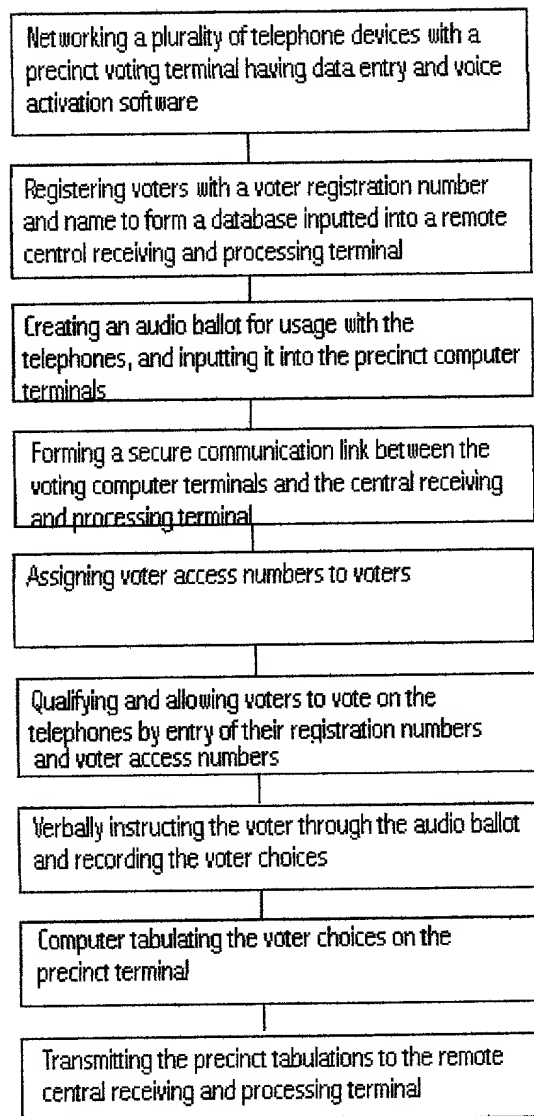 Networking a plurality of telephone devices with a
precinct voting terminal having data entry and voice
activation software
Registering voters with a voter registration number
and name to form a database inputted into a remote
central receiving and processing terminal
Creating an audio ballot for usage with the
telephones, and inputting it into the precinct computer
terminals
Forming a secure communication link between the
voting computer terminals and the central receiving
and processing terminal
Assigning voter access numbers to voters
Qualifying and allowing voters to vote on the
telephones by entry of their registration numbers
and voter access numbers
Verbally instructing the voter through the audio ballot
and recording the voter choices
Computer tabulating the voter choices on the
precinct terminal
Transmitting the precinct tabulations to the remote
central receiving and processing terminal